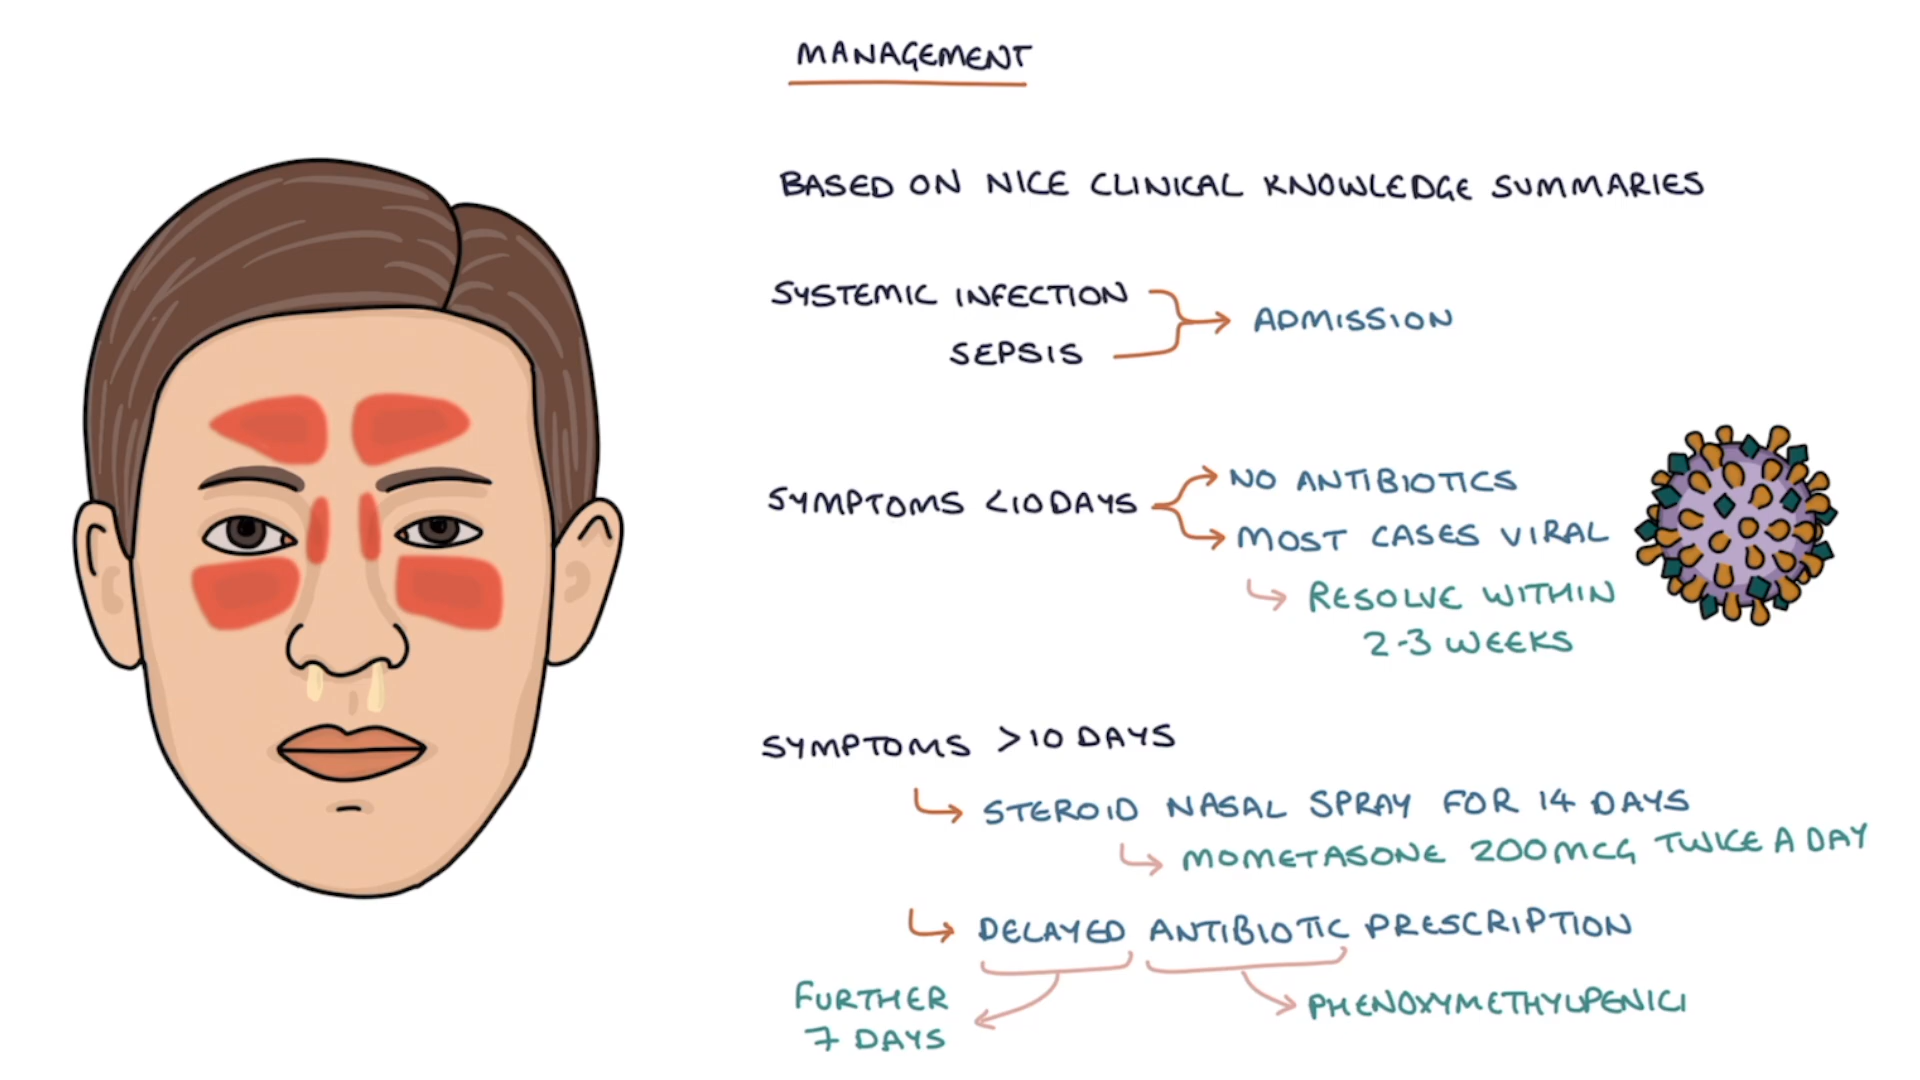 MANAGEMENT
BASED ON NICE CLINICAL KNOWLEDGE SUMMARIES
SYSTEMIC INFECTION
SEPSIS
ADMISSION
SYMPTOMS <10 DAYS
NO ANTIBIOTICS
MOST CASES VIRAL
RESOLVE WITHIN
2-3 WEEKS
SYMPTOMS >10 DAYS
STEROID NASAL SPRAY FOR 14 DAYS
MOMETASONE 200MCG TWICE A DAY
DELAYED ANTIBIOTIC PRESCRIPTION
FURTHER
7 DAYS
PHENOXYMETHYLPENICI